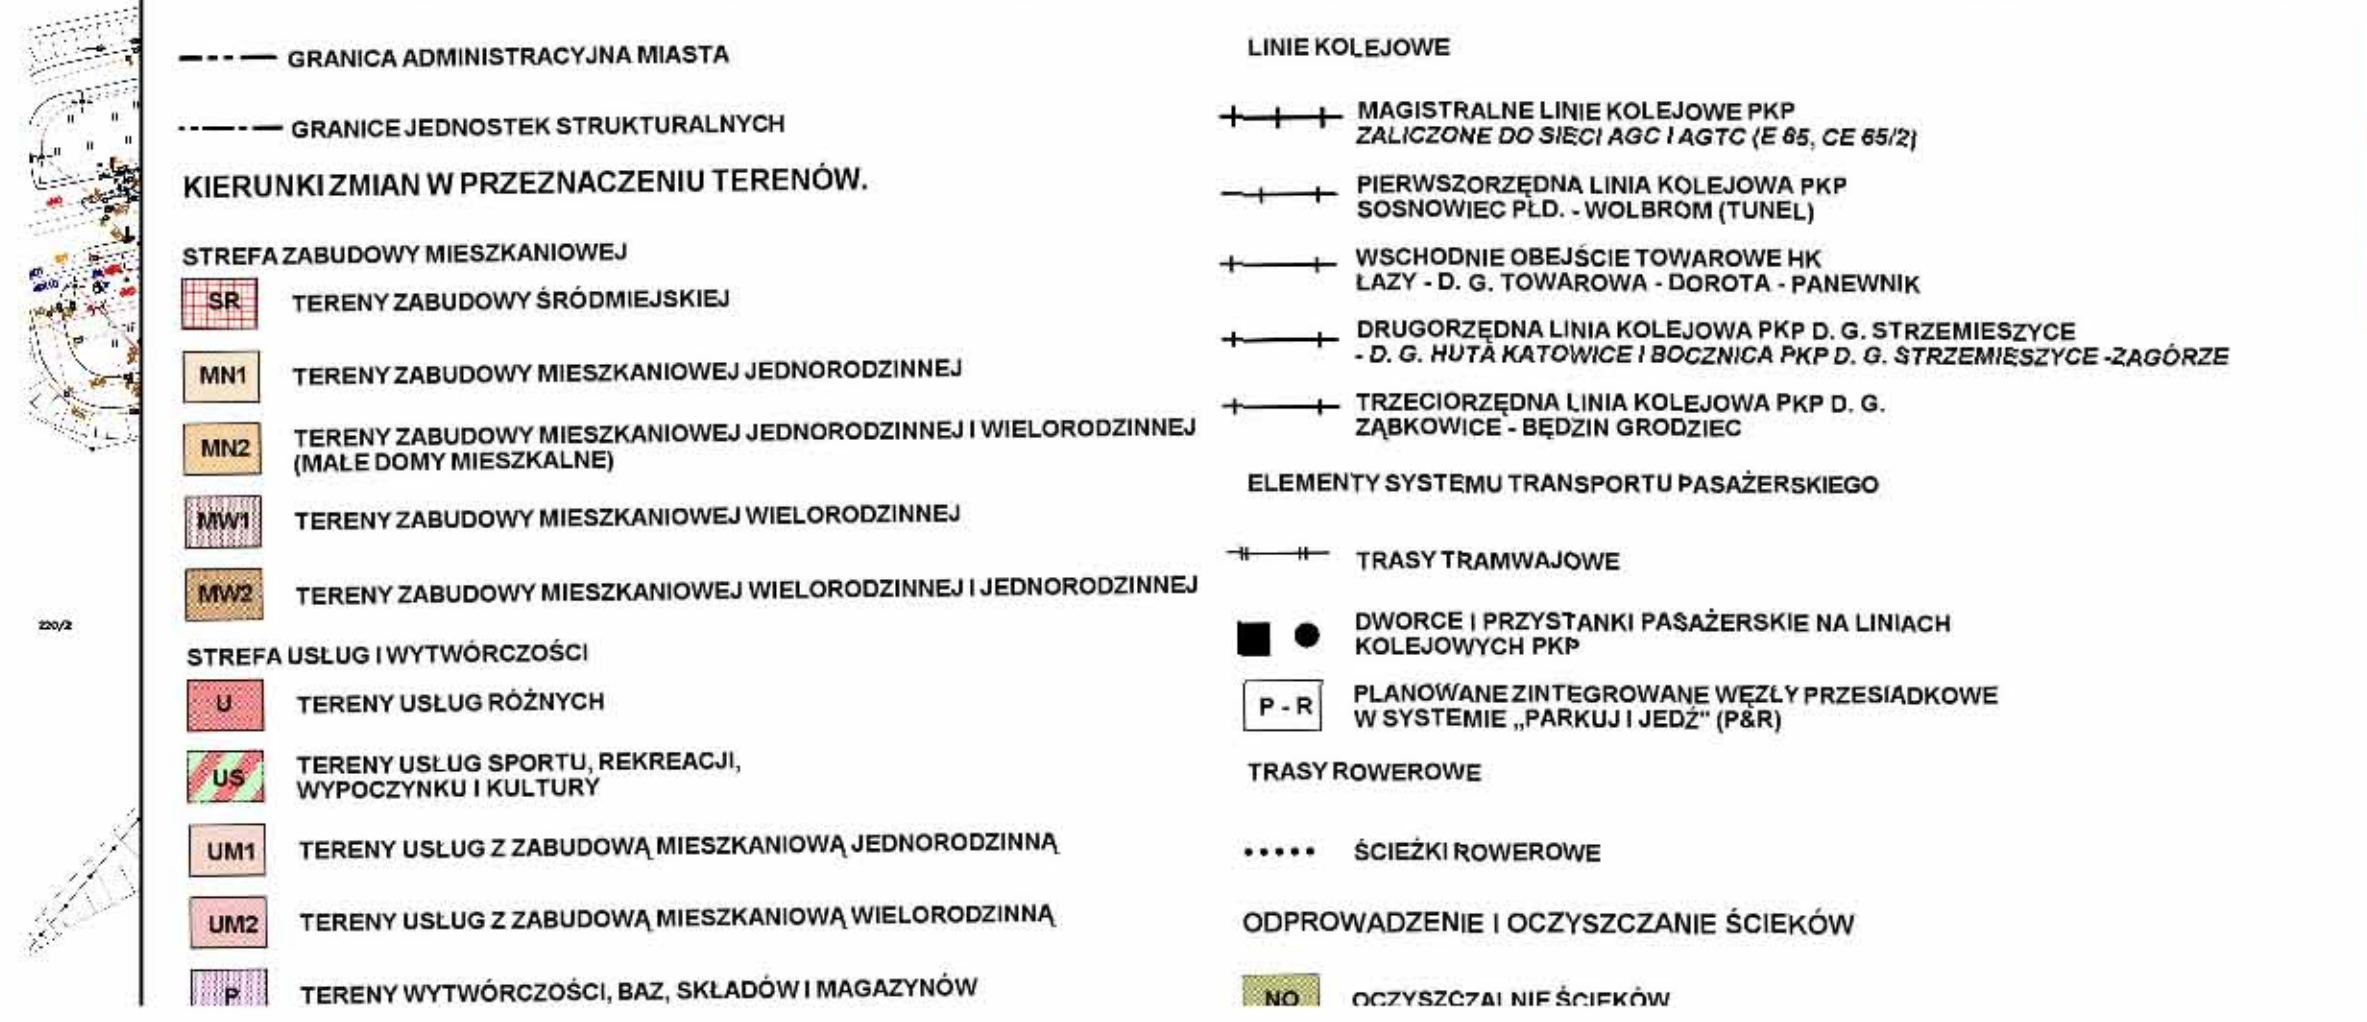 GRANICA ADMINISTRACYJNA MIASTA
GRANICE JEDNOSTEK STRUKTURALNYCH
KIERUNKI ZMIAN W PRZEZNACZENIU TERENÓW.
STREFA ZABUDOWY MIESZKANIOWEJ
SR TERENY ZABUDOWY ŚRÓDMIEJSKIEJ
MN1 TERENY ZABUDOWY MIESZKANIOWEJ JEDNORODZINNEJ
MN2 TERENY ZABUDOWY MIESZKANIOWEJ JEDNORODZINNEJ I WIELORODZINNEJ
(MAŁE DOMY MIESZKALNE)
MW1 TERENY ZABUDOWY MIESZKANIOWEJ WIELORODZINNEJ
MW2 TERENY ZABUDOWY MIESZKANIOWEJ WIELORODZINNEJ I JEDNORODZINNEJ
220/2
STREFA USŁUG I WYTWÓRCZOŚCI
U TERENY USŁUG RÓŻNYCH
US TERENY USŁUG SPORTU, REKREACJI,
WYPOCZYNKU I KULTURY
UM1 TERENY USŁUG Z ZABUDOWĄ MIESZKANIOWĄ JEDNORODZINNĄ
UM2 TERENY USŁUG Z ZABUDOWĄ MIESZKANIOWĄ WIELORODZINNĄ
P TERENY WYTWÓRCZOŚCI, BAZ, SKŁADÓW I MAGAZYNÓW
LINIE KOLEJOWE
MAGISTRALNE LINIE KOLEJOWE PKP
ZALICZONE DO SIĘCI AGC I AGTC (E 65, CE 65/2)
PIERWSZORZĘDNA LINIA KOLEJOWA PKP
SOSNOWIEC PŁD. - WOLBROM (TUNEL)
WSCHODNIE OBEJŚCIE TOWAROWE HK
ŁAZY - D. G. TOWAROWA - DOROTA - PANEWNIK
DRUGORZĘDNA LINIA KOLEJOWA PKP D. G. STRZEMIESZYCE
- D. G. HUTA KATOWICE I BOCZNICA PKP D. G. STRZEMIESZYCE -ZAGÓRZE
TRZECIORZĘDNA LINIA KOLEJOWA PKP D. G.
ZĄBKOWICE - BĘDZIN GRODZIEC
ELEMENTY SYSTEMU TRANSPORTU PASAŻERSKIEGO
TRASY TRAMWAJOWE
DWORCE I PRZYSTANKI PASAŻERSKIE NA LINIACH
KOLEJOWYCH PKP
P - R PLANOWANE ZINTEGROWANE WĘZŁY PRZESIADKOWE
W SYSTEMIE „PARKUJ I JEDŹ" (P&R)
TRASY ROWEROWE
ŚCIEŻKI ROWEROWE
ODPROWADZENIE I OCZYSZCZANIE ŚCIEKÓW
NO OCZYSZCZALNIE ŚCIEKÓW